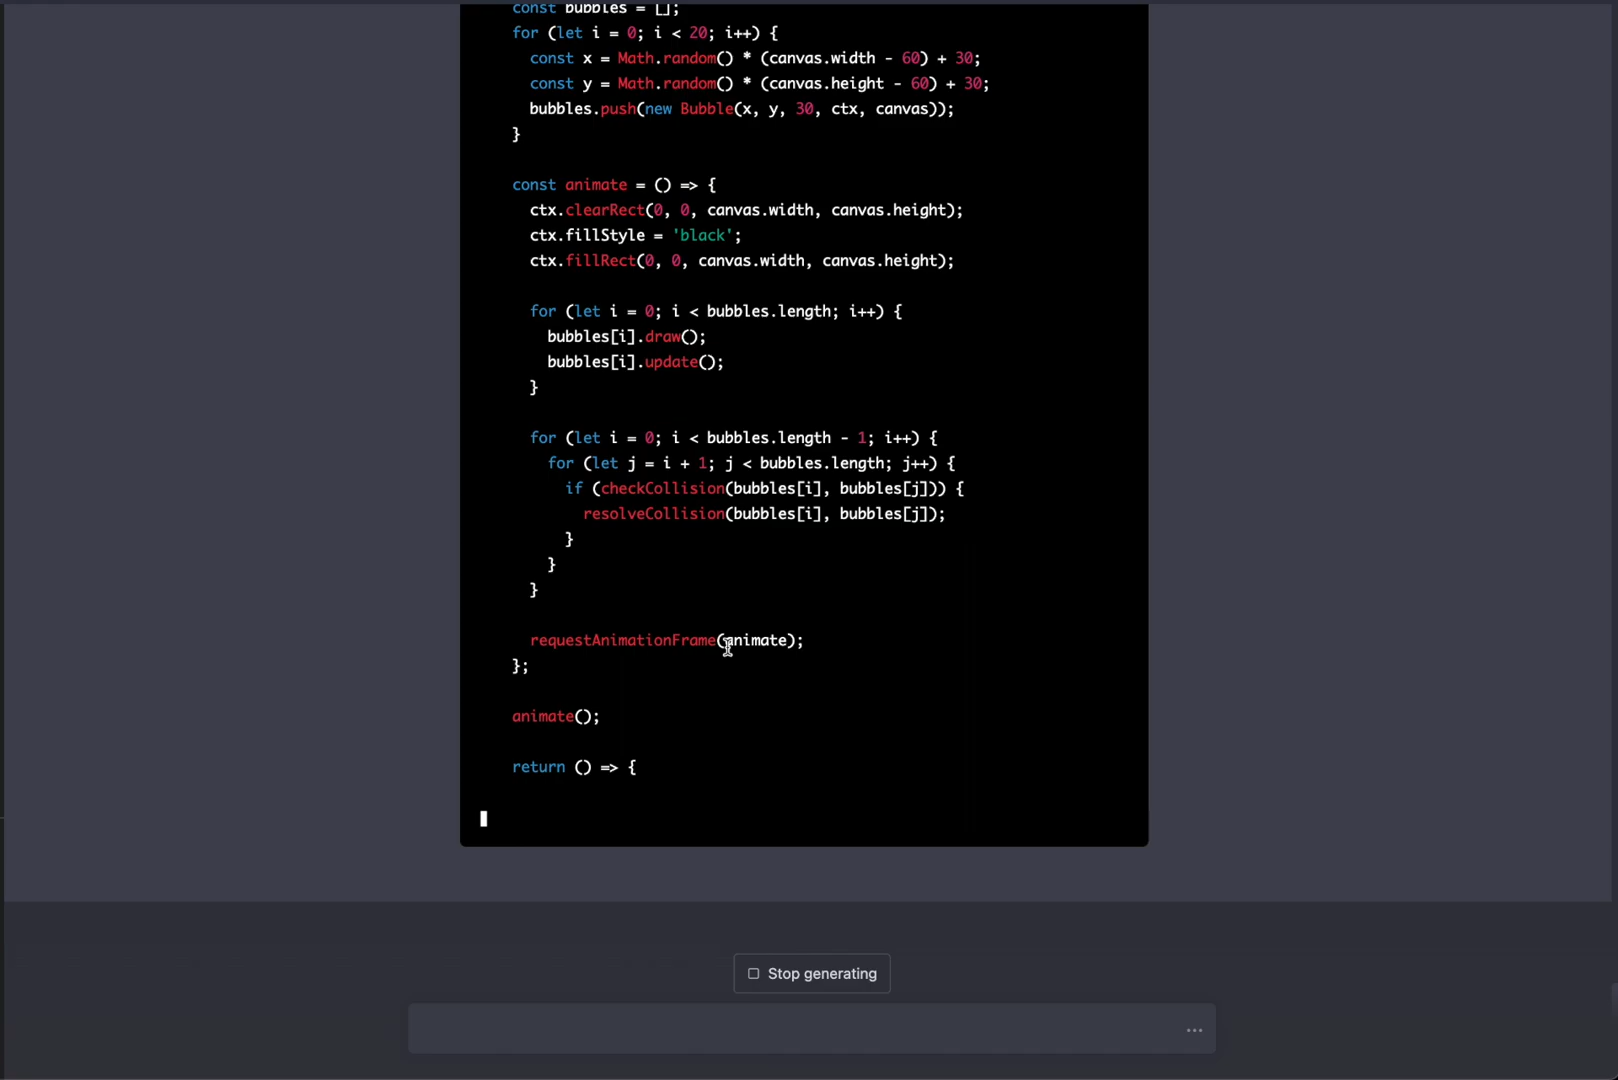 const bubbles = [];
for (let i = 0; i < 20; i++) {
const x = Math.random() * (canvas.width - 60) + 30;
const y = Math.random() * (canvas.height - 60) + 30;
bubbles.push(new Bubble(x, y, 30, ctx, canvas));
}
const animate = () => {
ctx.clearRect(0, 0, canvas.width, canvas.height);
ctx.fillStyle = 'black';
ctx.fillRect(0, 0, canvas.width, canvas.height);
for (let i = 0; i < bubbles.length; i++) {
bubbles[i].draw();
bubbles[i].update();
}
for (let i = 0; i < bubbles.length - 1; i++) {
for (let j = i + 1; j < bubbles.length; j++) {
if (checkCollision(bubbles[i], bubbles[j])) {
resolveCollision(bubbles[i], bubbles[j]);
}
}
}
requestAnimationFrame(animate);
};
animate();
return () => {
Stop generating
...